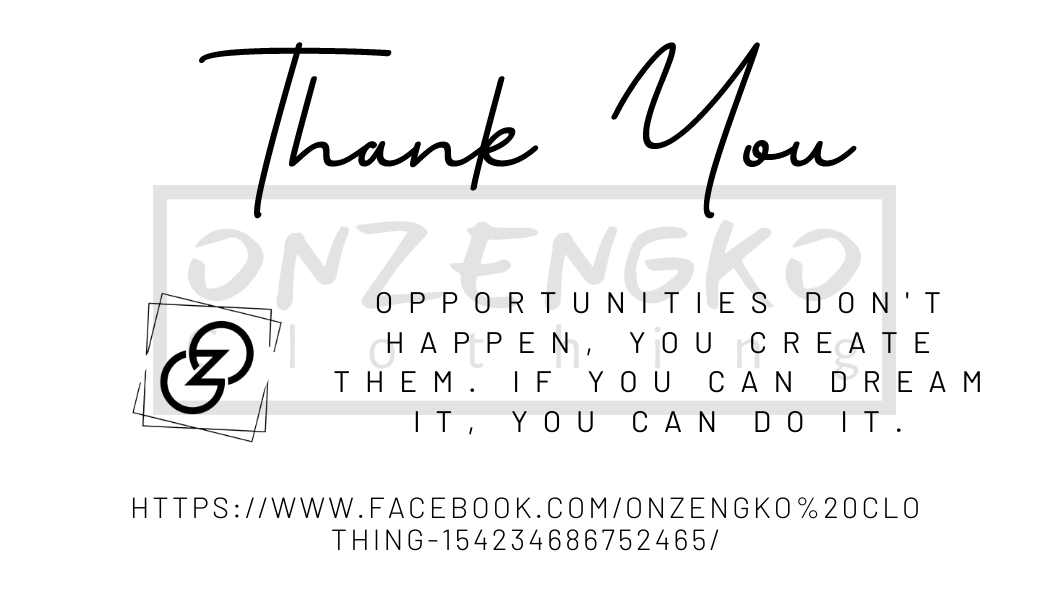 Thank You
ONZENGKO
Clothing
OPPORTUNITIES DON'T
HAPPEN, YOU CREATE
THEM. IF YOU CAN DREAM
IT, YOU CAN DO IT.
HTTPS://WWW.FACEBOOK.COM/ONZENGKO%20CLO
THING-154234686752465/